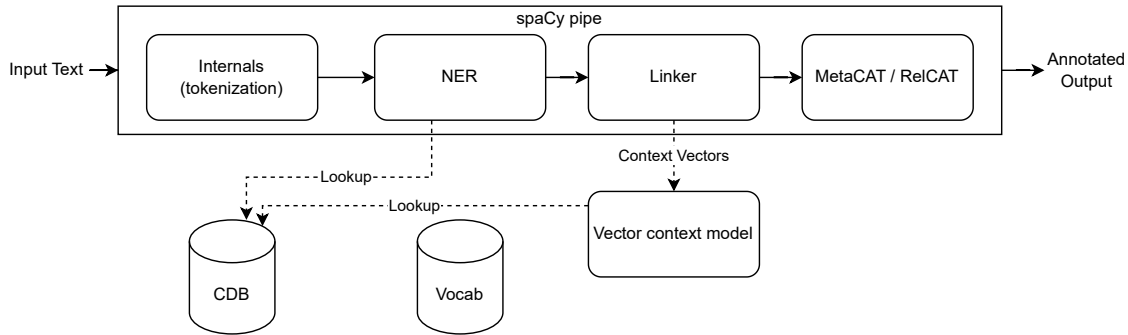 spaCy pipe
Input Text
Internals
(tokenization)
NER
Linker
MetaCAT / RelCAT
Annotated
Output
Context Vectors
Lookup
Lookup
Vector context model
CDB
Vocab